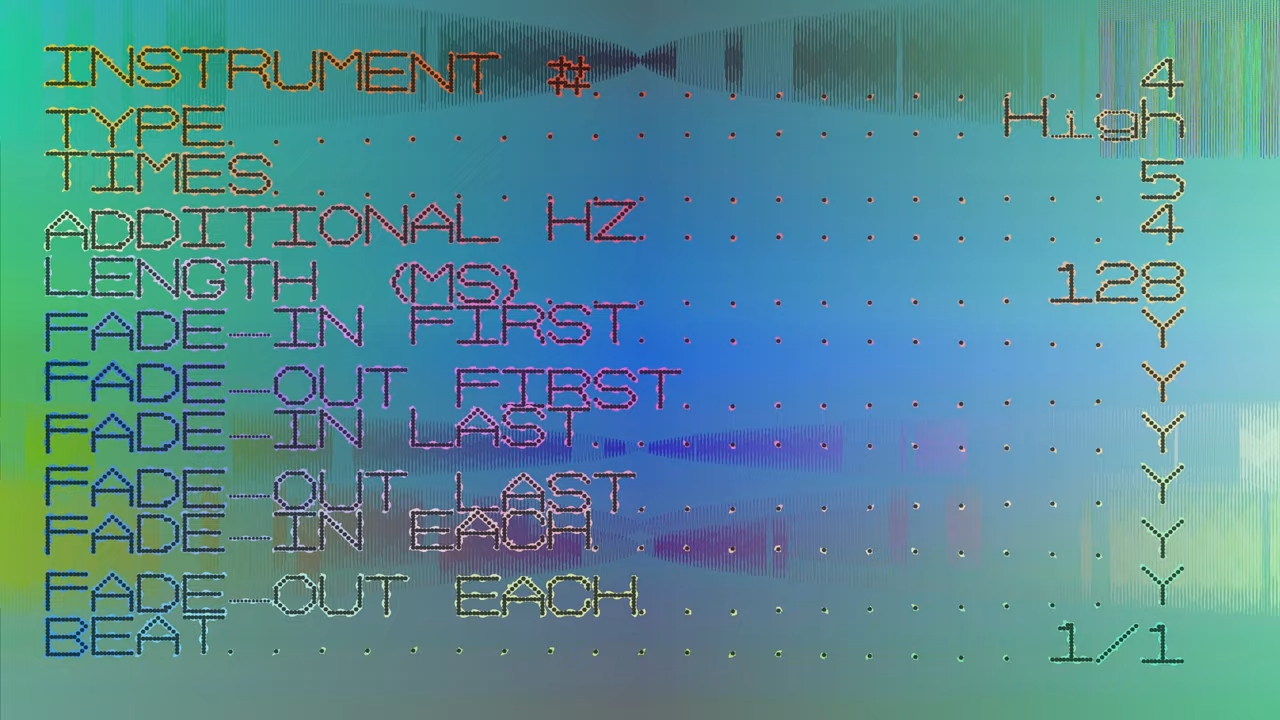 INSTRUMENT #. . . . . . . . . . . . 4
TYPE. . . . . . . . . . . . . . . . . . High
TIMES. . . . . . . . . . . . . . . . . . . 5
ADDITIONAL HZ. . . . . . . . . . . 4
LENGTH (MS). . . . . . . . . . . . 128
FADE-IN FIRST. . . . . . . . . . . Y
FADE-OUT FIRST. . . . . . . . . . Y
FADE-IN LAST. . . . . . . . . . . . Y
FADE-OUT LAST. . . . . . . . . . . Y
FADE-IN EACH. . . . . . . . . . . . Y
FADE-OUT EACH. . . . . . . . . . . Y
BEAT. . . . . . . . . . . . . . . . . . . . 1/1